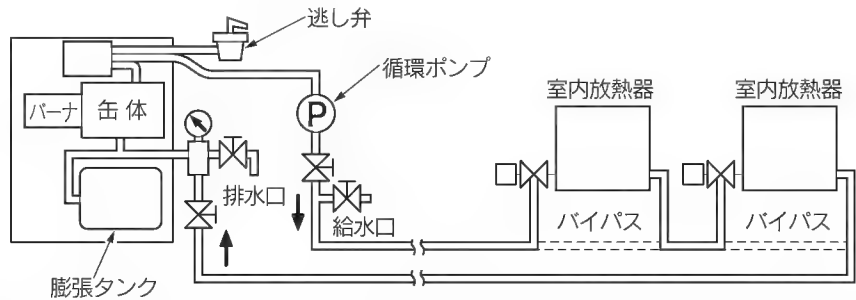 逃し弁
循環ポンプ
室内放熱器
室内放熱器
バーナ
缶体
P
排水口
給水口
バイパス
バイパス
膨張タンク